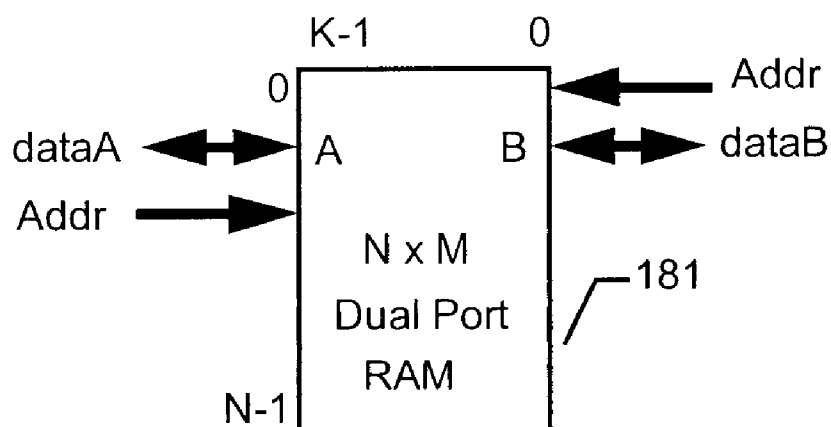 K-1 0
0 Addr
dataA A B dataB
Addr
N x M
181
Dual Port
RAM
N-1